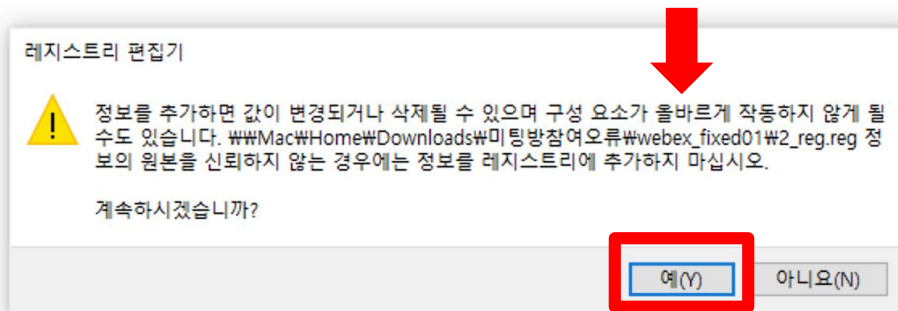 레지스트리 편집기
정보를 추가하면 값이 변경되거나 삭제될 수 있으며 구성 요소가 올바르게 작동하지 않게 될
수도 있습니다. ₩₩Mac₩Home₩Downloads₩미팅방참여오류₩webex_fixed01₩2_reg.reg 정
보의 원본을 신뢰하지 않는 경우에는 정보를 레지스트리에 추가하지 마십시오.
계속하시겠습니까?
예(Y) 아니요(N)